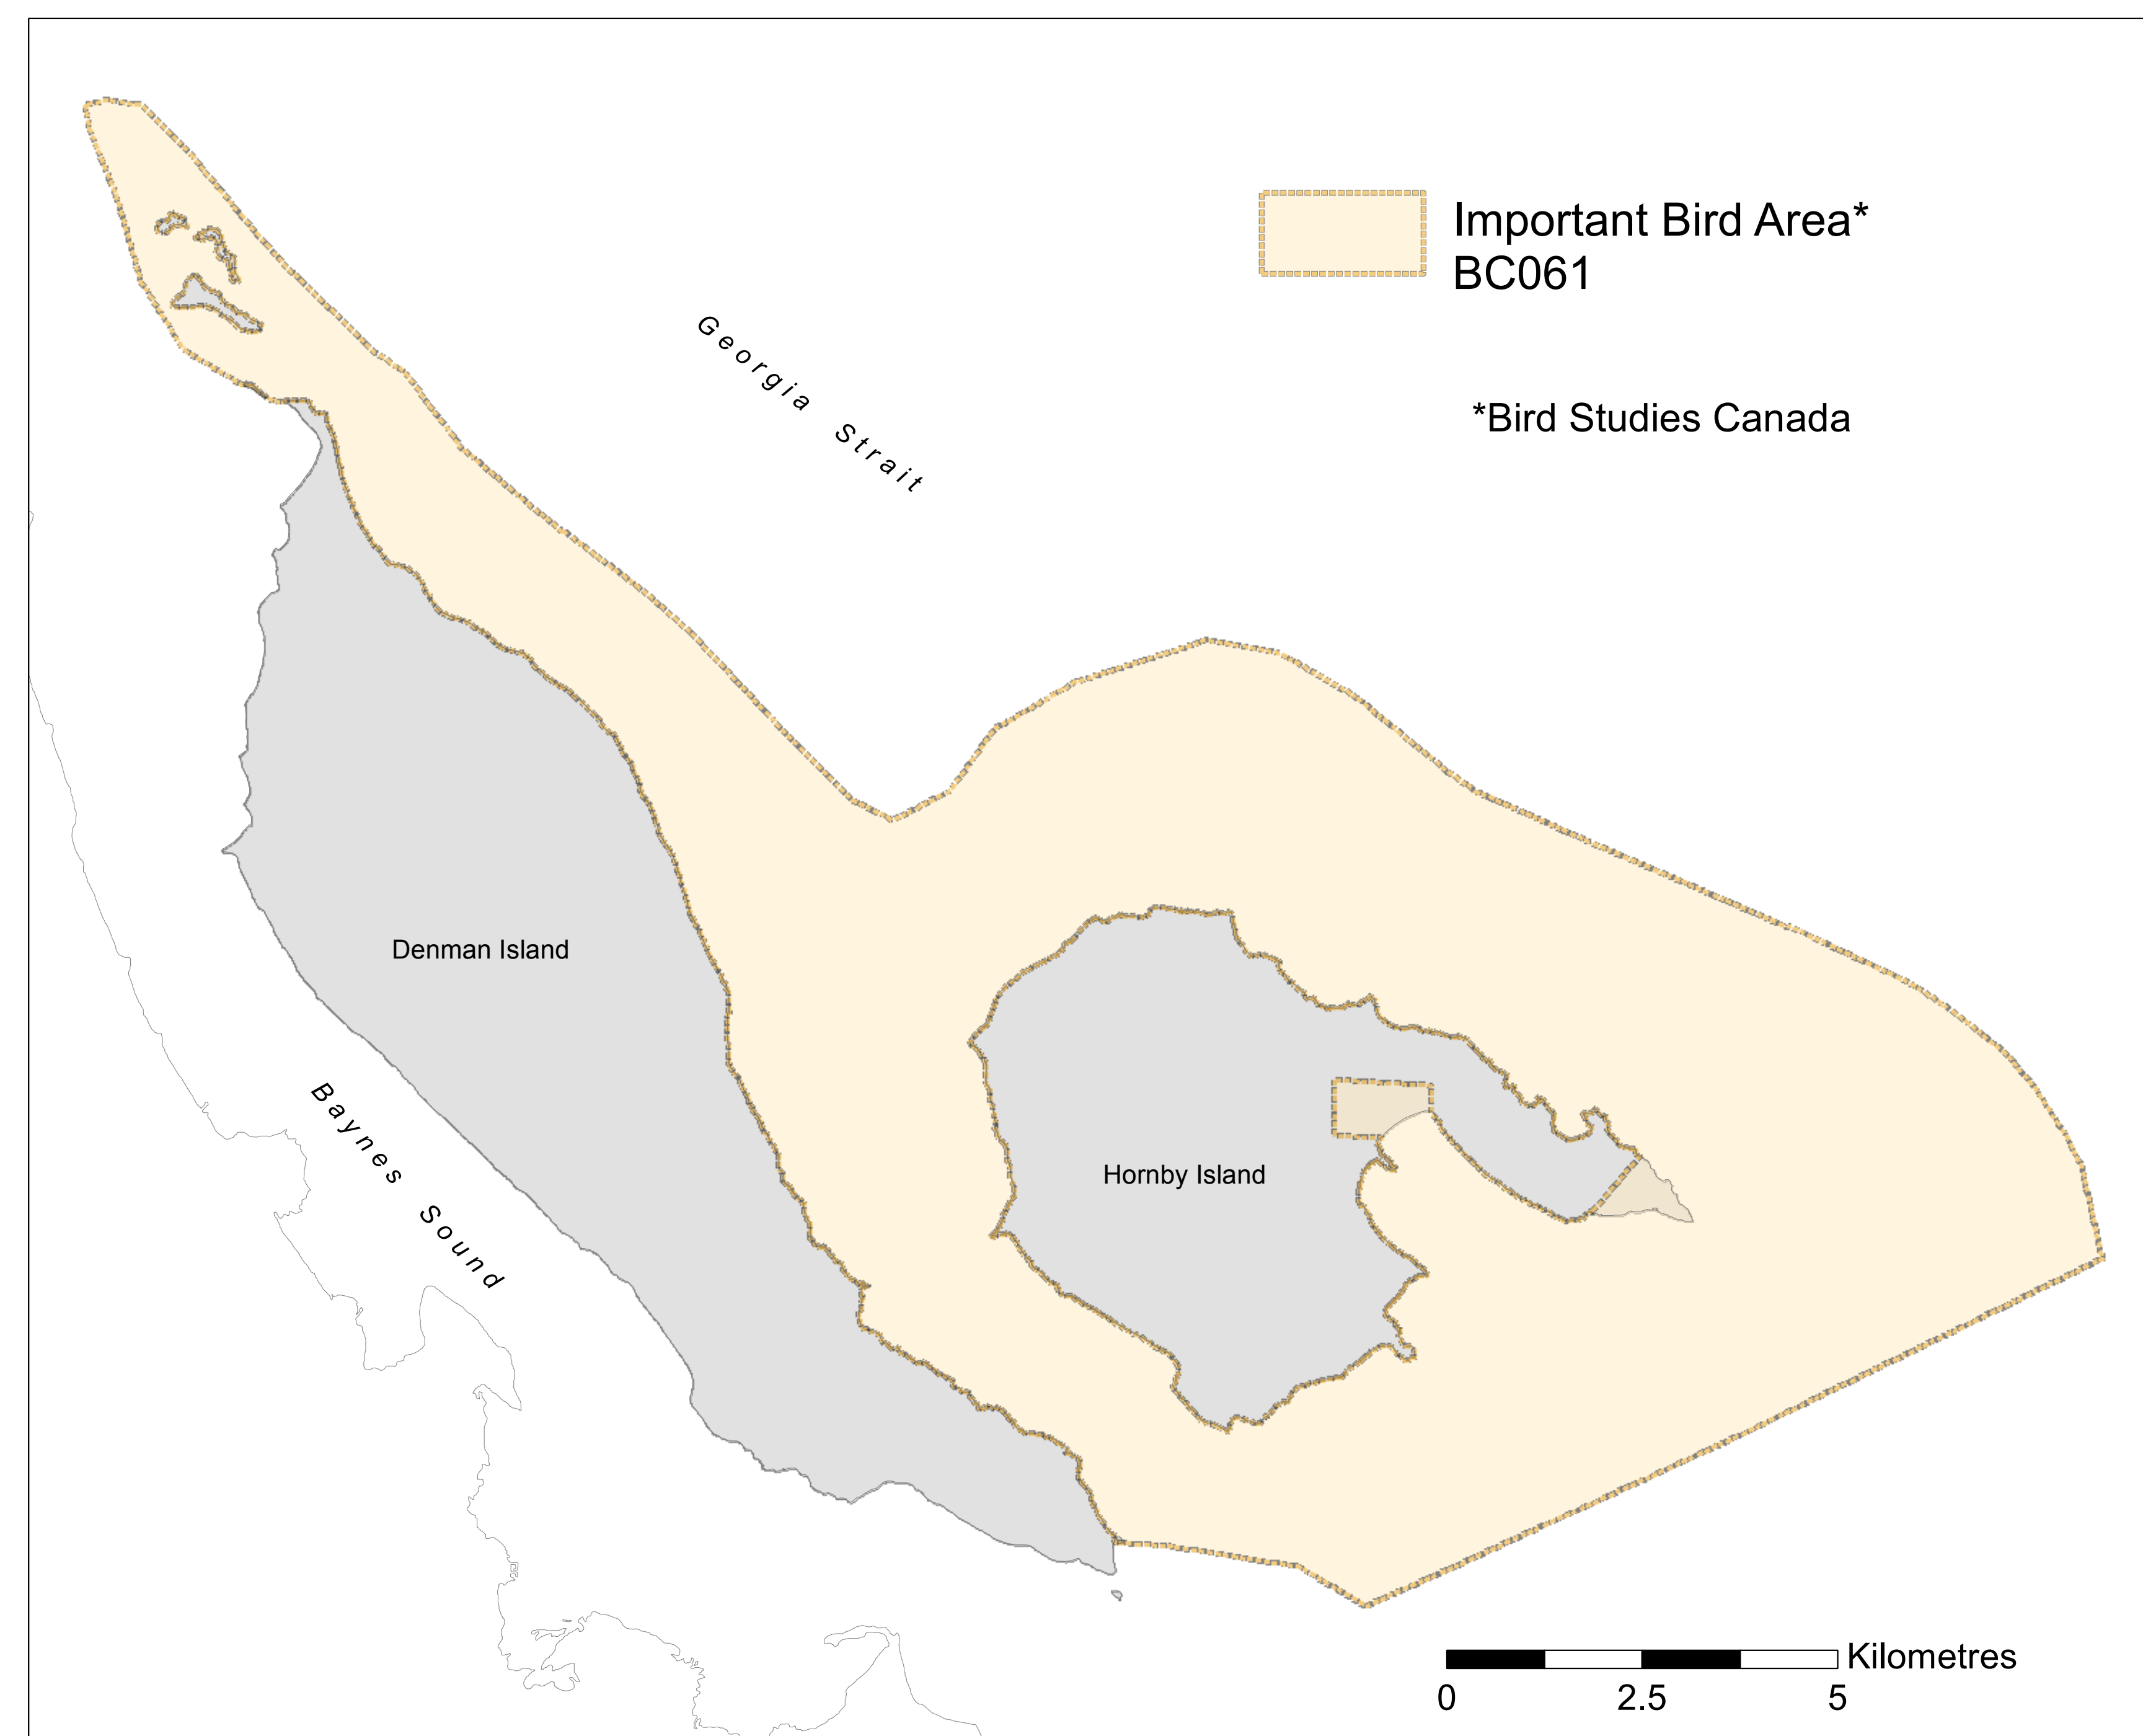 Important Bird Area*
BC061
Georgia Strait
*Bird Studies Canada
Denman Island
Baynes Sound
Hornby Island
Kilometres
0 2.5 5